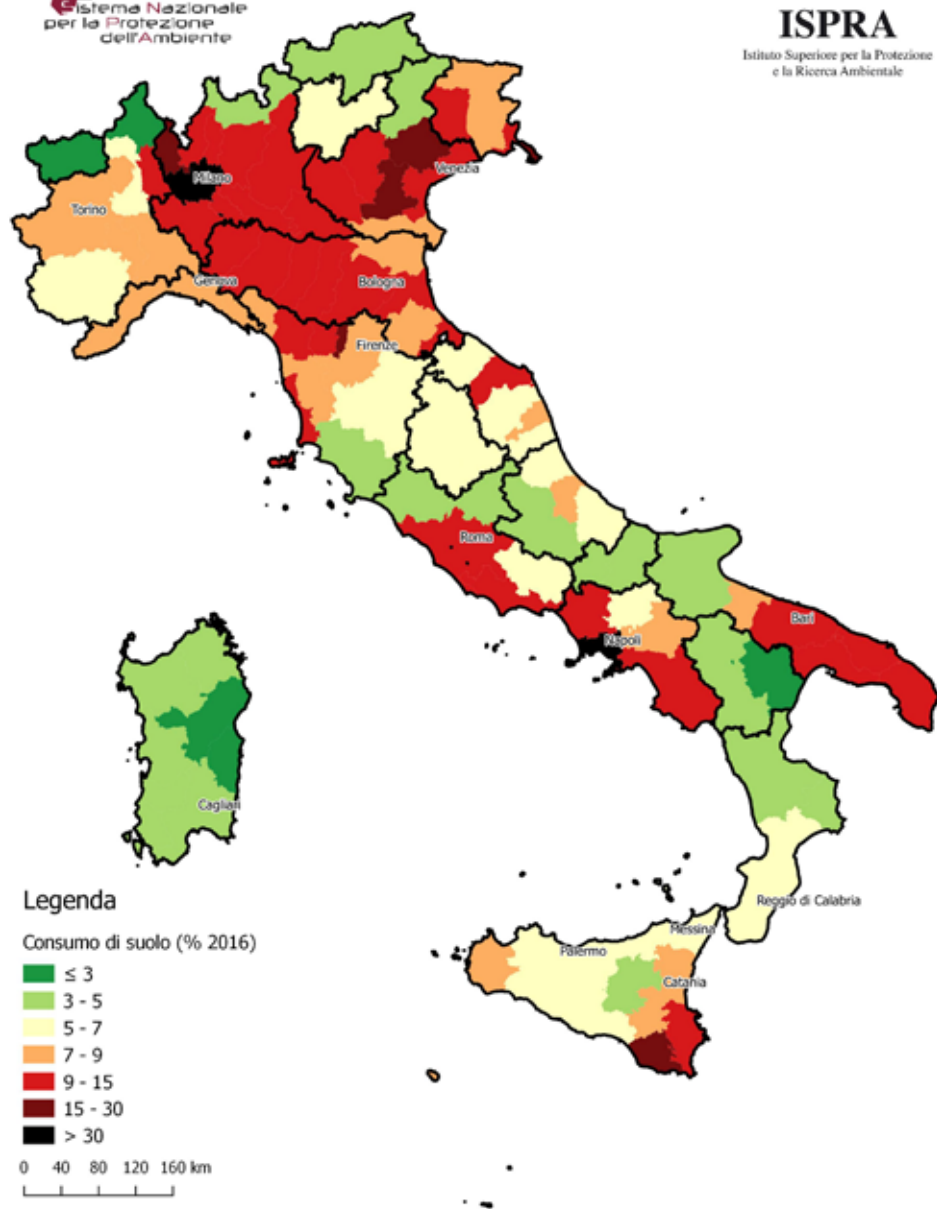 Sistema Nazionale
per la Protezione
dell'Ambiente
ISPRA
Istituto Superiore per la Protezione
e la Ricerca Ambientale
Milano
Venezia
Torino
Genova
Bologna
Firenze
Roma
Bari
Napoli
Cagliari
Reggio di Calabria
Messina
Palermo
Catania
Legenda
Consumo di suolo (% 2016)
≤ 3
3 - 5
5 - 7
7 - 9
9 - 15
15 - 30
> 30
0 40 80 120 160 km